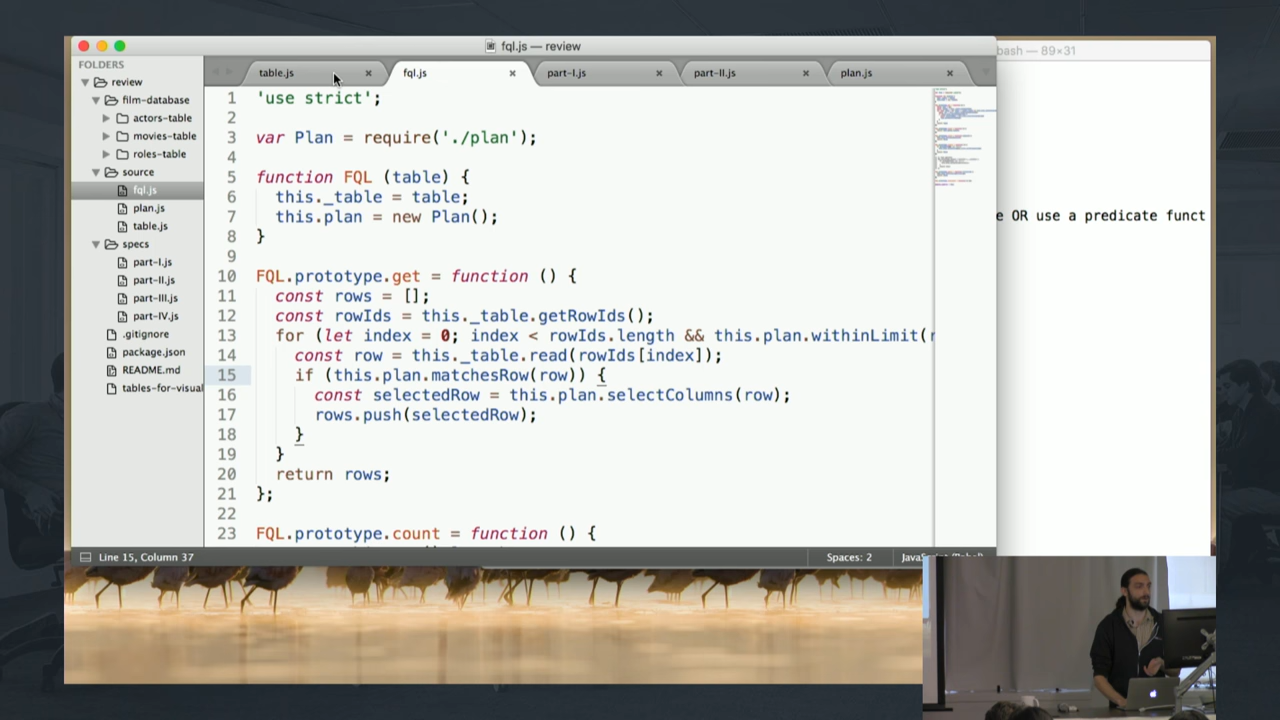 fql.js — review
bash — 89×31
FOLDERS
review
film-database
actors-table
movies-table
roles-table
source
fql.js
plan.js
table.js
specs
part-I.js
part-II.js
part-III.js
part-IV.js
.gitignore
package.json
README.md
tables-for-visual
table.js
fql.js
part-I.js
part-II.js
plan.js
1 'use strict';
2
3 var Plan = require('./plan');
4
5 function FQL (table) {
6 this._table = table;
7 this.plan = new Plan();
8 }
9
10 FQL.prototype.get = function () {
11 const rows = [];
12 const rowIds = this._table.getRowIds();
13 for (let index = 0; index < rowIds.length && this.plan.withinLimit(r
14 const row = this._table.read(rowIds[index]);
15 if (this.plan.matchesRow(row)) {
16 const selectedRow = this.plan.selectColumns(row);
17 rows.push(selectedRow);
18 }
19 }
20 return rows;
21 };
22
23 FQL.prototype.count = function () {
e OR use a predicate funct
Line 15, Column 37
Spaces: 2